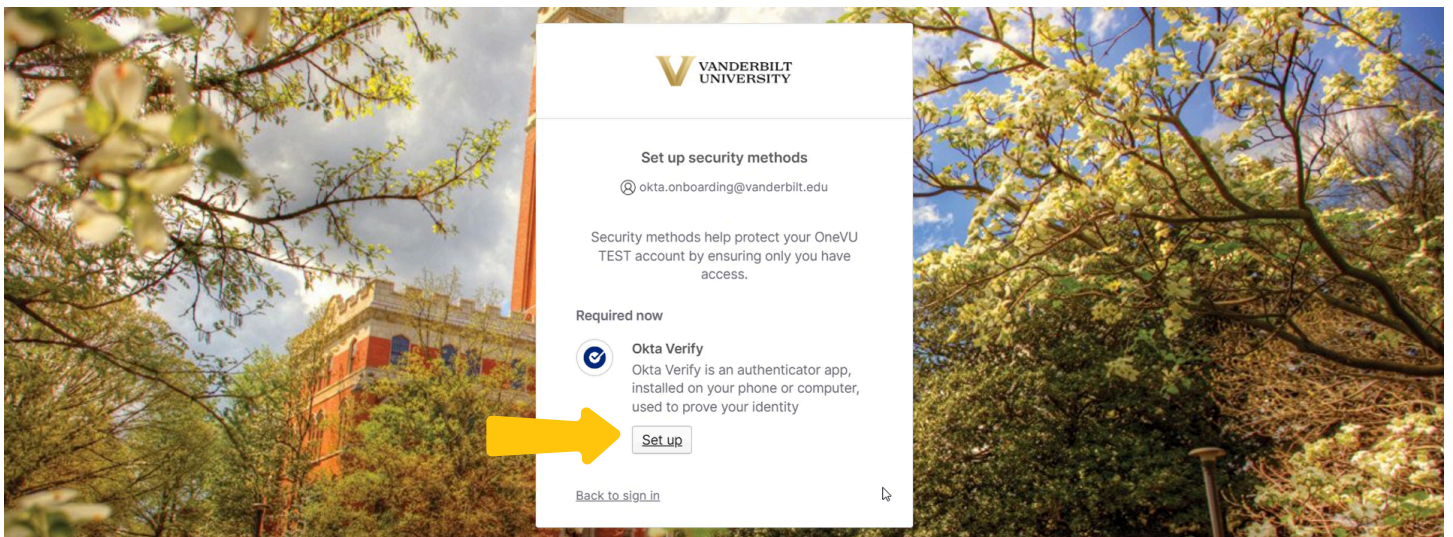 VANDERBILT
UNIVERSITY
Set up security methods
okta.onboarding@vanderbilt.edu
Security methods help protect your OneVU
TEST account by ensuring only you have
access.
Required now
Okta Verify
Okta Verify is an authenticator app,
installed on your phone or computer,
used to prove your identity
Set up
Back to sign in